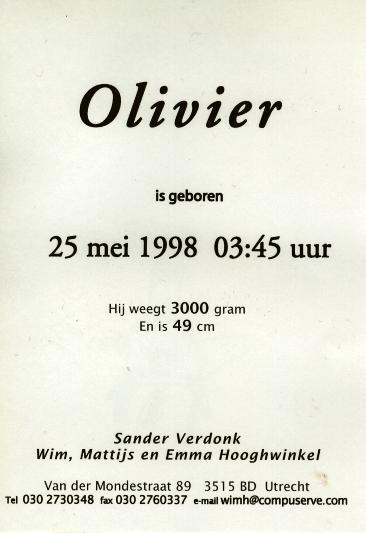 Olivier
is geboren
25 mei 1998 03:45 uur
Hij weegt 3000 gram
En is 49 cm
Sander Verdonk
Wim, Mattijs en Emma Hooghwinkel
Van der Mondestraat 89 3515 BD Utrecht
Tel 030 2730348 fax 030 2760337 e-mail wimh@compuserve.com